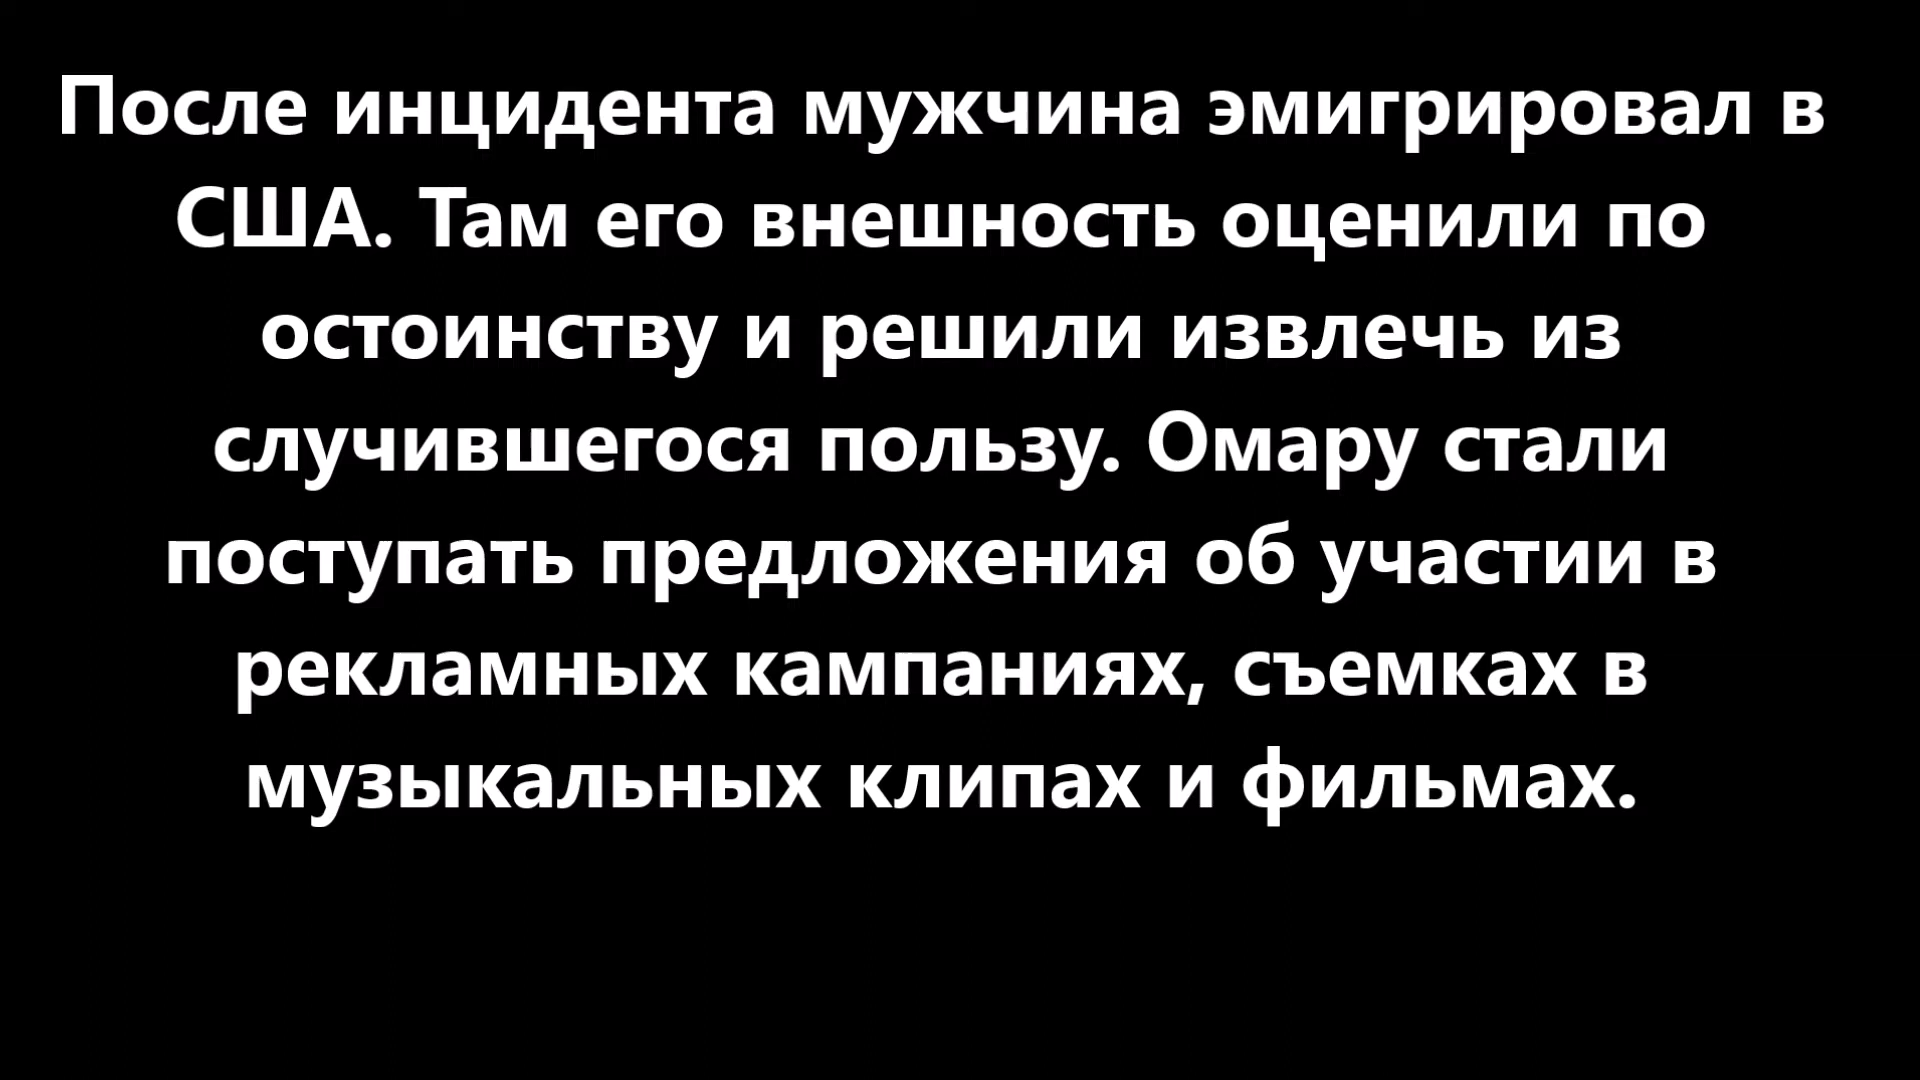 После инцидента мужчина эмигрировал в
США. Там его внешность оценили по
остоинству и решили извлечь из
случившегося пользу. Омару стали
поступать предложения об участии в
рекламных кампаниях, съемках в
музыкальных клипах и фильмах.